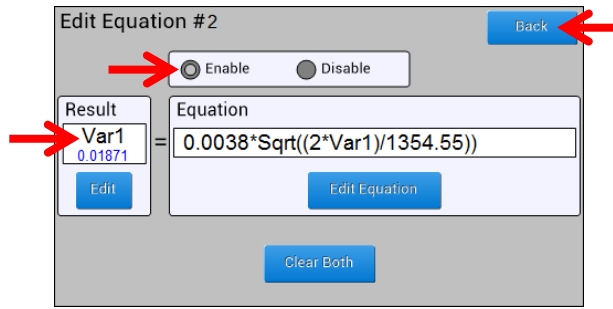 Edit Equation #2
Back
Enable
Disable
Result
Equation
Var1
0.01871
=
0.0038*Sqrt((2*Var1)/1354.55))
Edit
Edit Equation
Clear Both